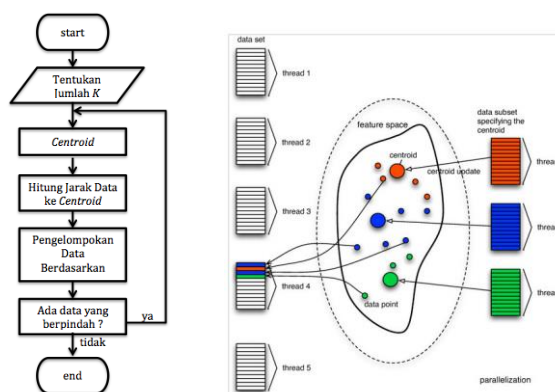 start
Tentukan
Jumlah K
Centroid
Hitung Jarak Data
ke Centroid
Pengelompokan
Data
Berdasarkan
Ada data yang
berpindah ?
ya
tidak
end
data set
thread 1
thread 2
thread 3
thread 4
thread 5
feature space
centroid
centroid update
data point
data subset
specifying the
centroid
parallelization